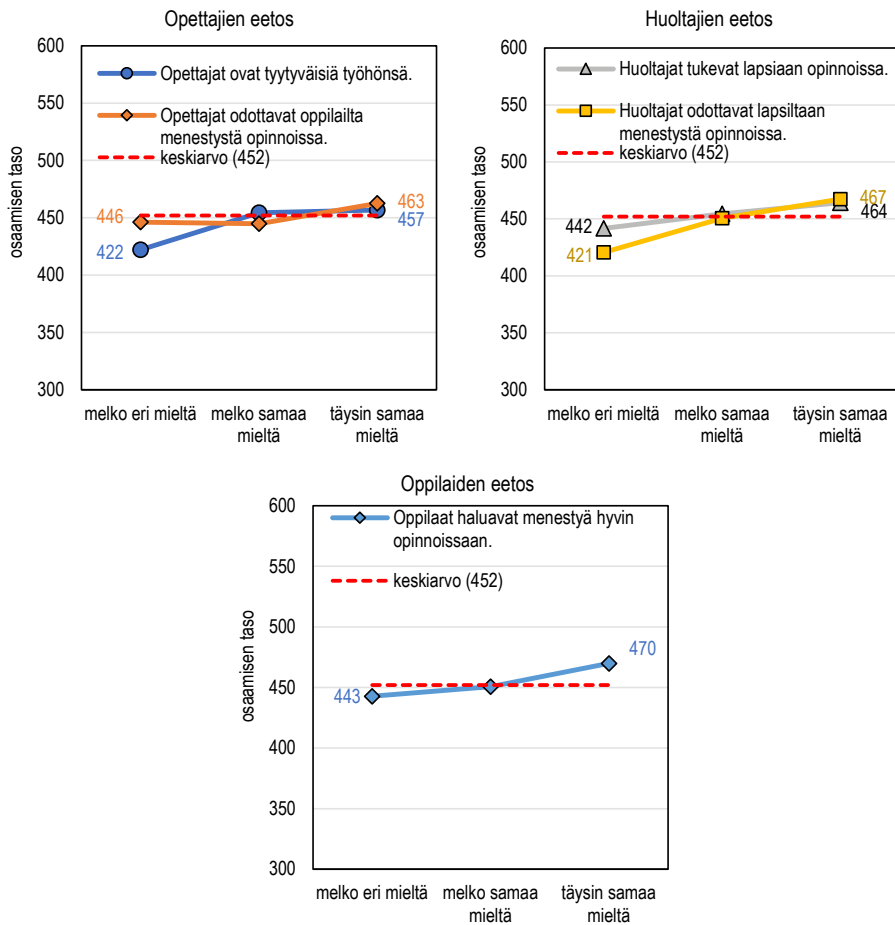 Opettajien eetos
600
550
500
450
400
350
300
osaamisen taso
Opettajat ovat tyytyväisiä työhönsä.
Opettajat odottavat oppilailta
menestystä opinnoissa.
keskiarvo (452)
446
422
463
457
melko eri mieltä
melko samaa
mieltä
täysin samaa
mieltä
Huoltajien eetos
600
550
500
450
400
350
300
osaamisen taso
Huoltajat tukevat lapsiaan opinnoissa.
Huoltajat odottavat lapsiltaan
menestystä opinnoissa.
keskiarvo (452)
442
421
467
464
melko eri mieltä
melko samaa
mieltä
täysin samaa
mieltä
Oppilaiden eetos
600
550
500
450
400
350
300
osaamisen taso
Oppilaat haluavat menestyä hyvin
opinnoissaan.
keskiarvo (452)
443
470
melko eri mieltä
melko samaa
mieltä
täysin samaa
mieltä